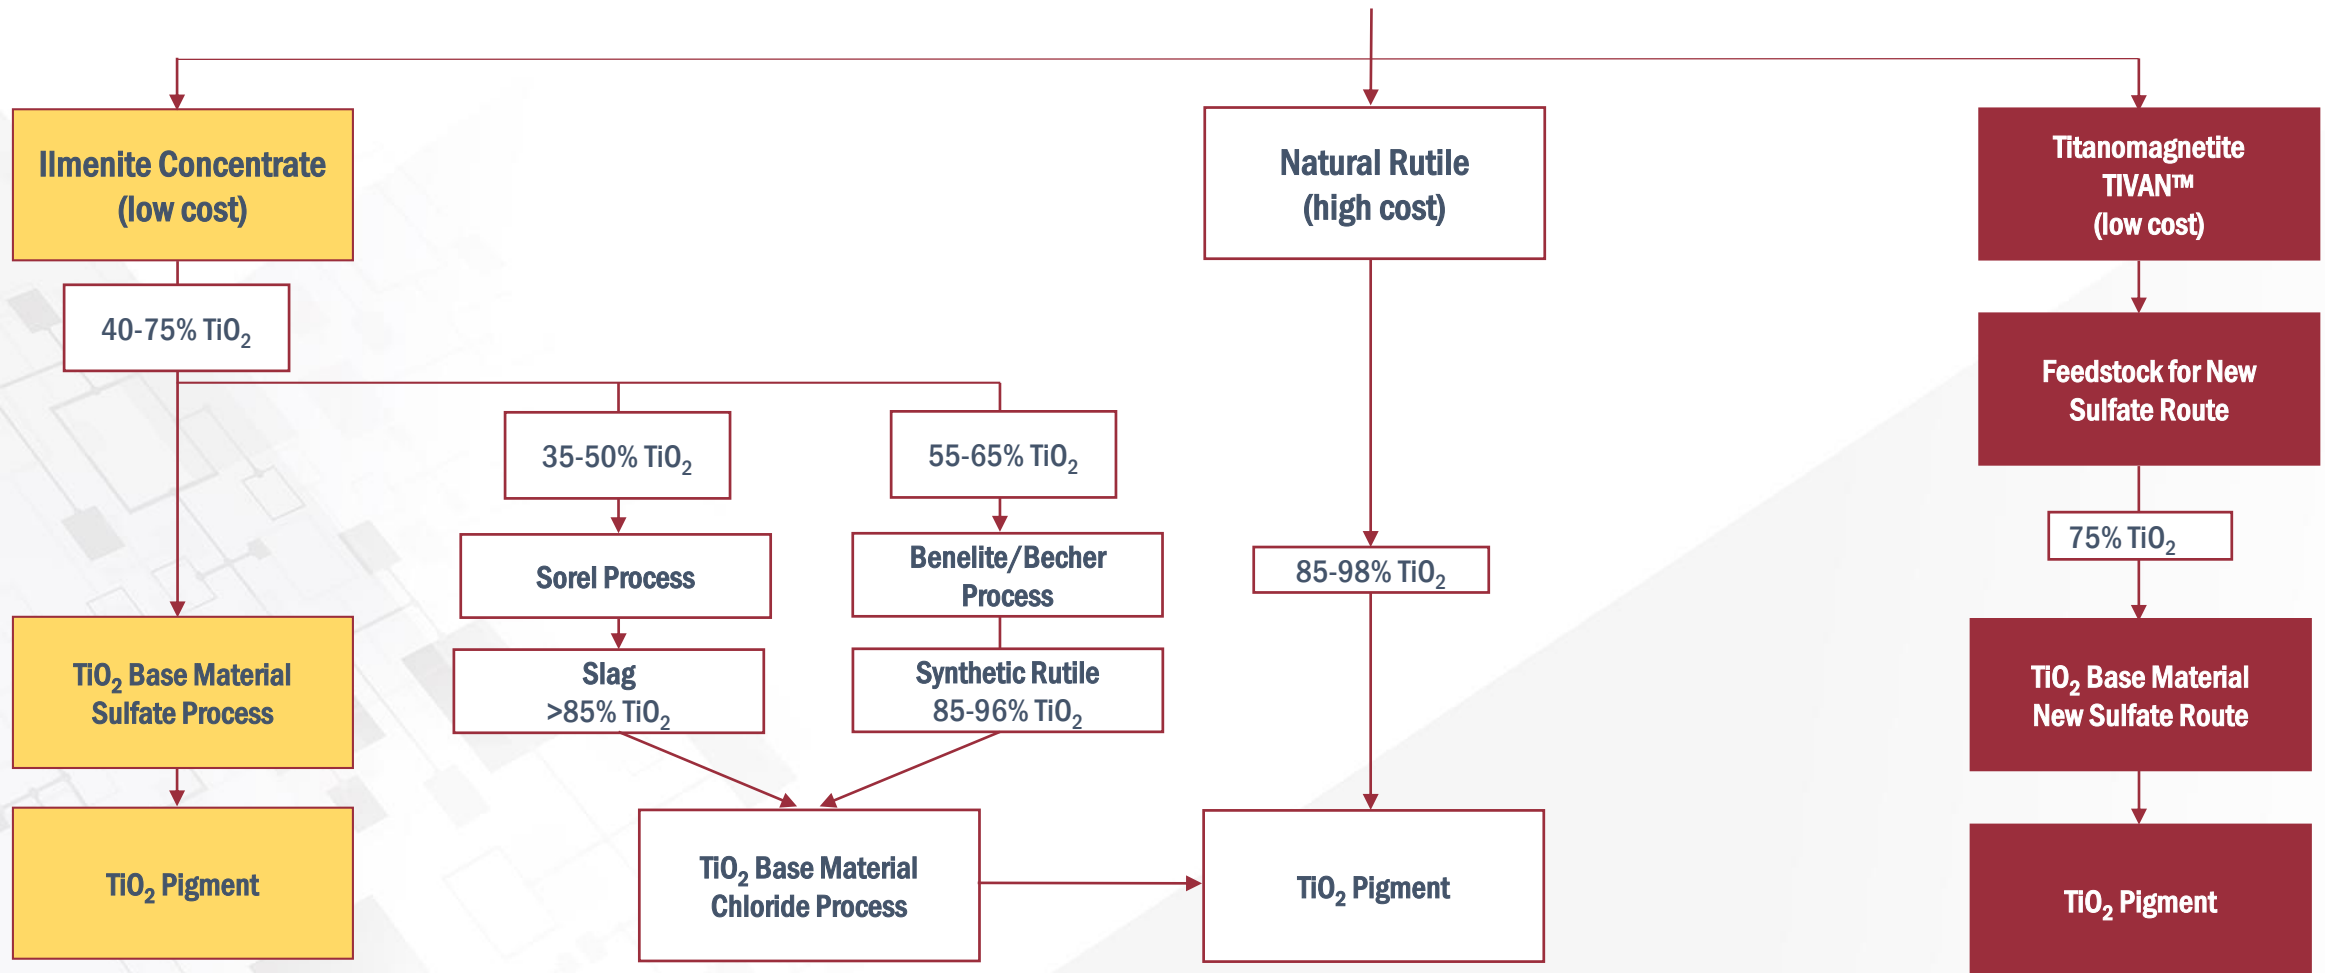 Ilmenite Concentrate
(low cost)
Natural Rutile
(high cost)
Titanomagnetite
TIVAN™
(low cost)
40-75% TiO₂
Feedstock for New
Sulfate Route
35-50% TiO₂
55-65% TiO₂
75% TiO₂
Sorel Process
Benelite/Becher
Process
85-98% TiO₂
TiO₂ Base Material
Sulfate Process
Slag
>85% TiO₂
Synthetic Rutile
85-96% TiO₂
TiO₂ Base Material
New Sulfate Route
TiO₂ Pigment
TiO₂ Base Material
Chloride Process
TiO₂ Pigment
TiO₂ Pigment